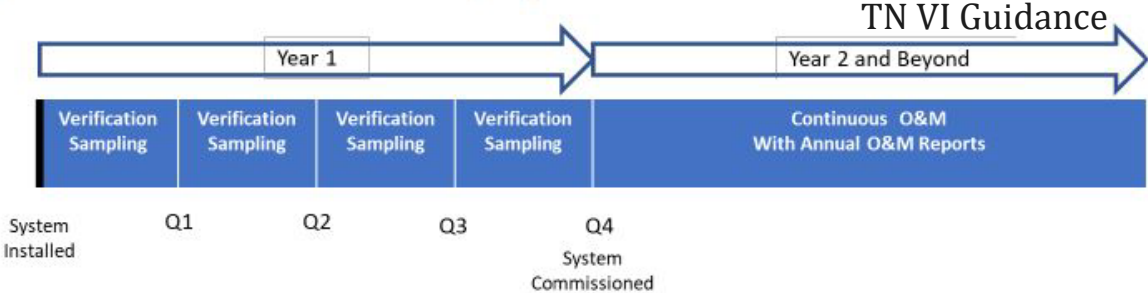 TN VI Guidance
Year 1
Year 2 and Beyond
Verification
Sampling
Verification
Sampling
Verification
Sampling
Verification
Sampling
Continuous O&M
With Annual O&M Reports
System
Installed
Q1
Q2
Q3
Q4
System
Commissioned